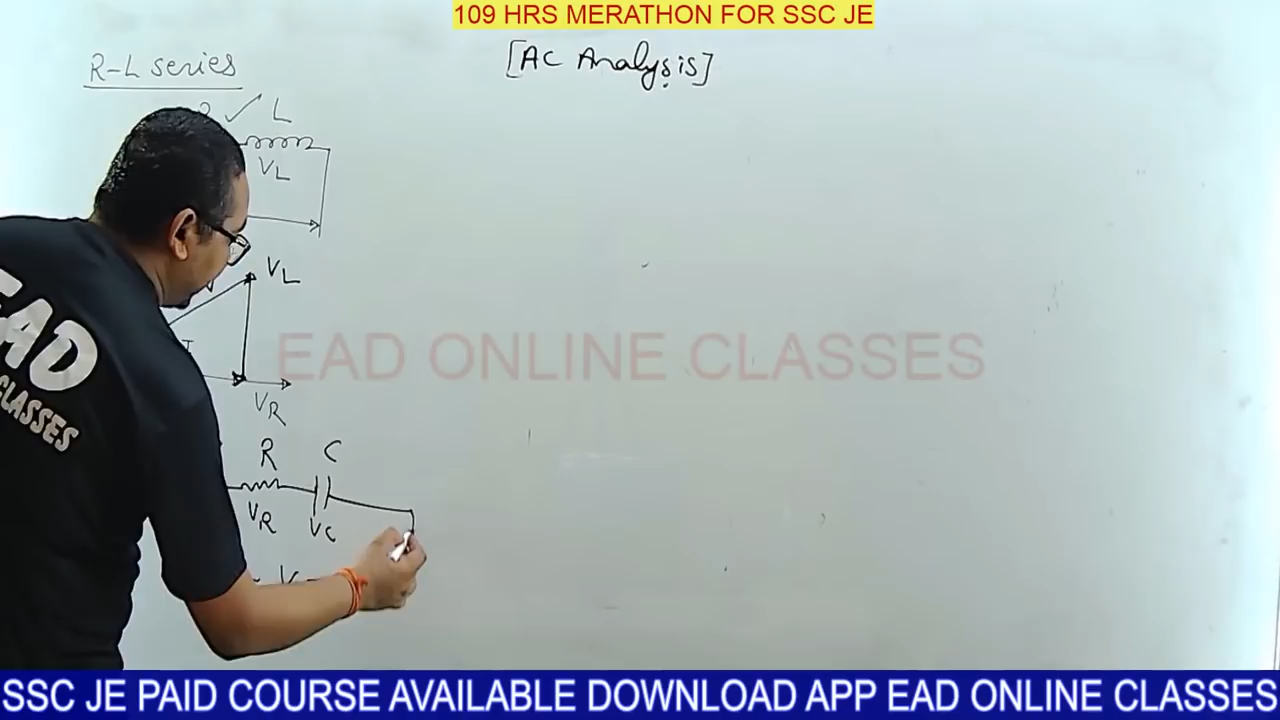 109 HRS MERATHON FOR SSC JE
[AC Analysis]
R-L series
L
VL
VL
I
VR
EAD ONLINE CLASSES
EAD
CLASSES
R C
VR VC
SSC JE PAID COURSE AVAILABLE DOWNLOAD APP EAD ONLINE CLASSES